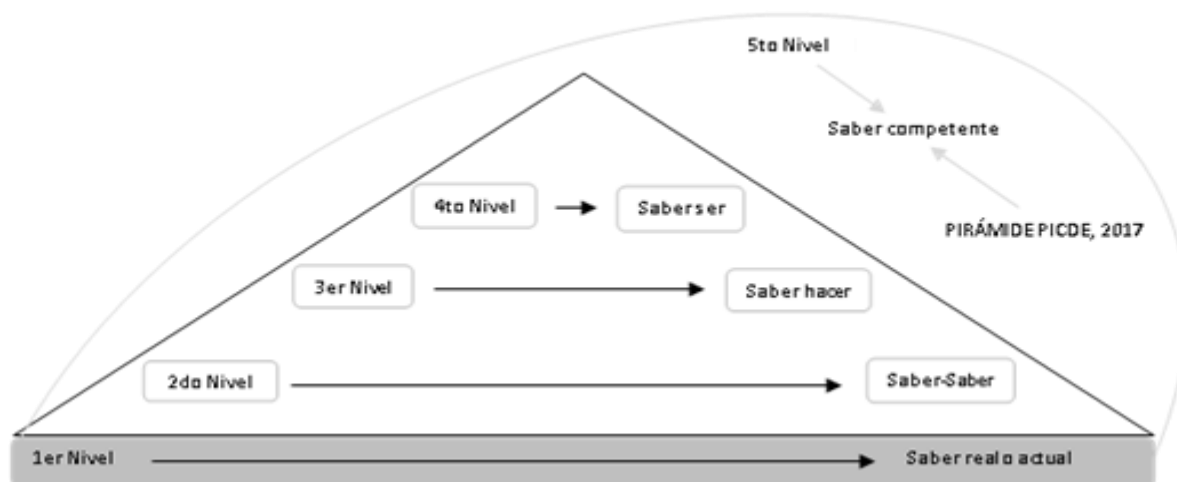 5to Nivel
Saber competente
PIRÁMIDE PICDE, 2017
4to Nivel
Saber ser
3er Nivel
Saber hacer
2do Nivel
Saber-Saber
1er Nivel
Saber real o actual